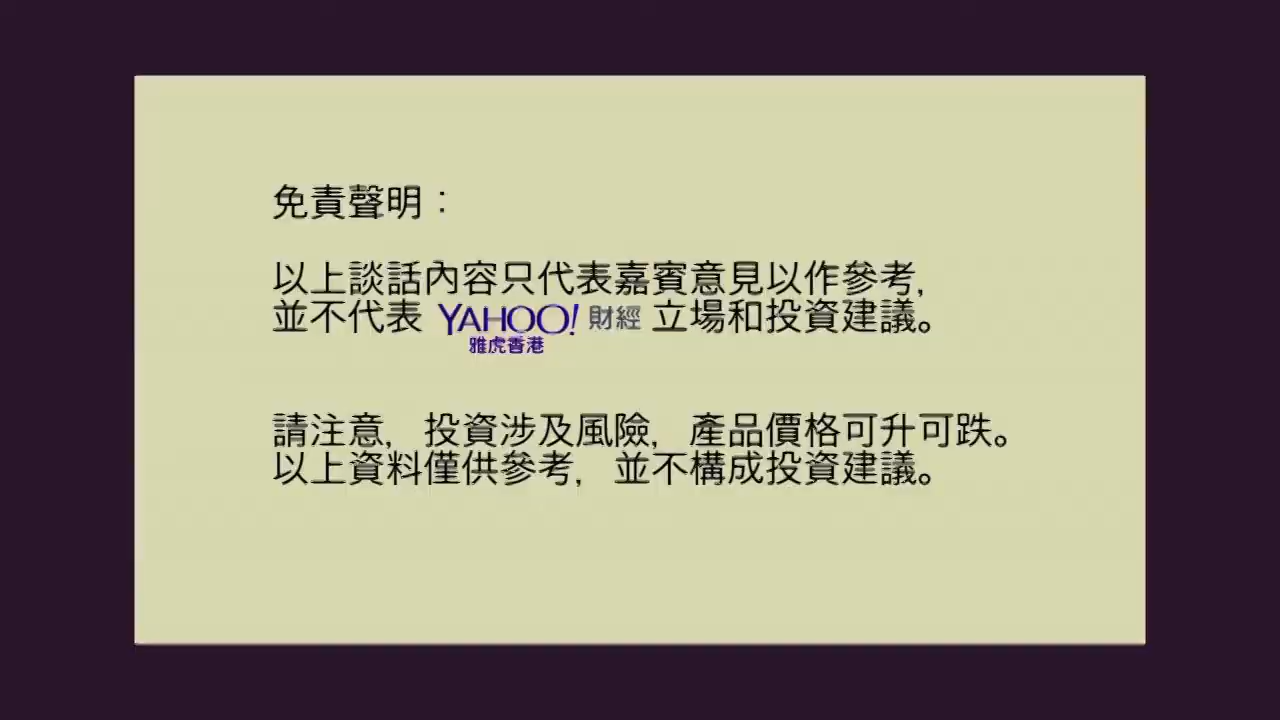 免責聲明：
以上談話內容只代表嘉賓意見以作參考,
並不代表 YAHOO! 財經 立場和投資建議。
雅虎香港
請注意, 投資涉及風險, 產品價格可升可跌。
以上資料僅供參考, 並不構成投資建議。